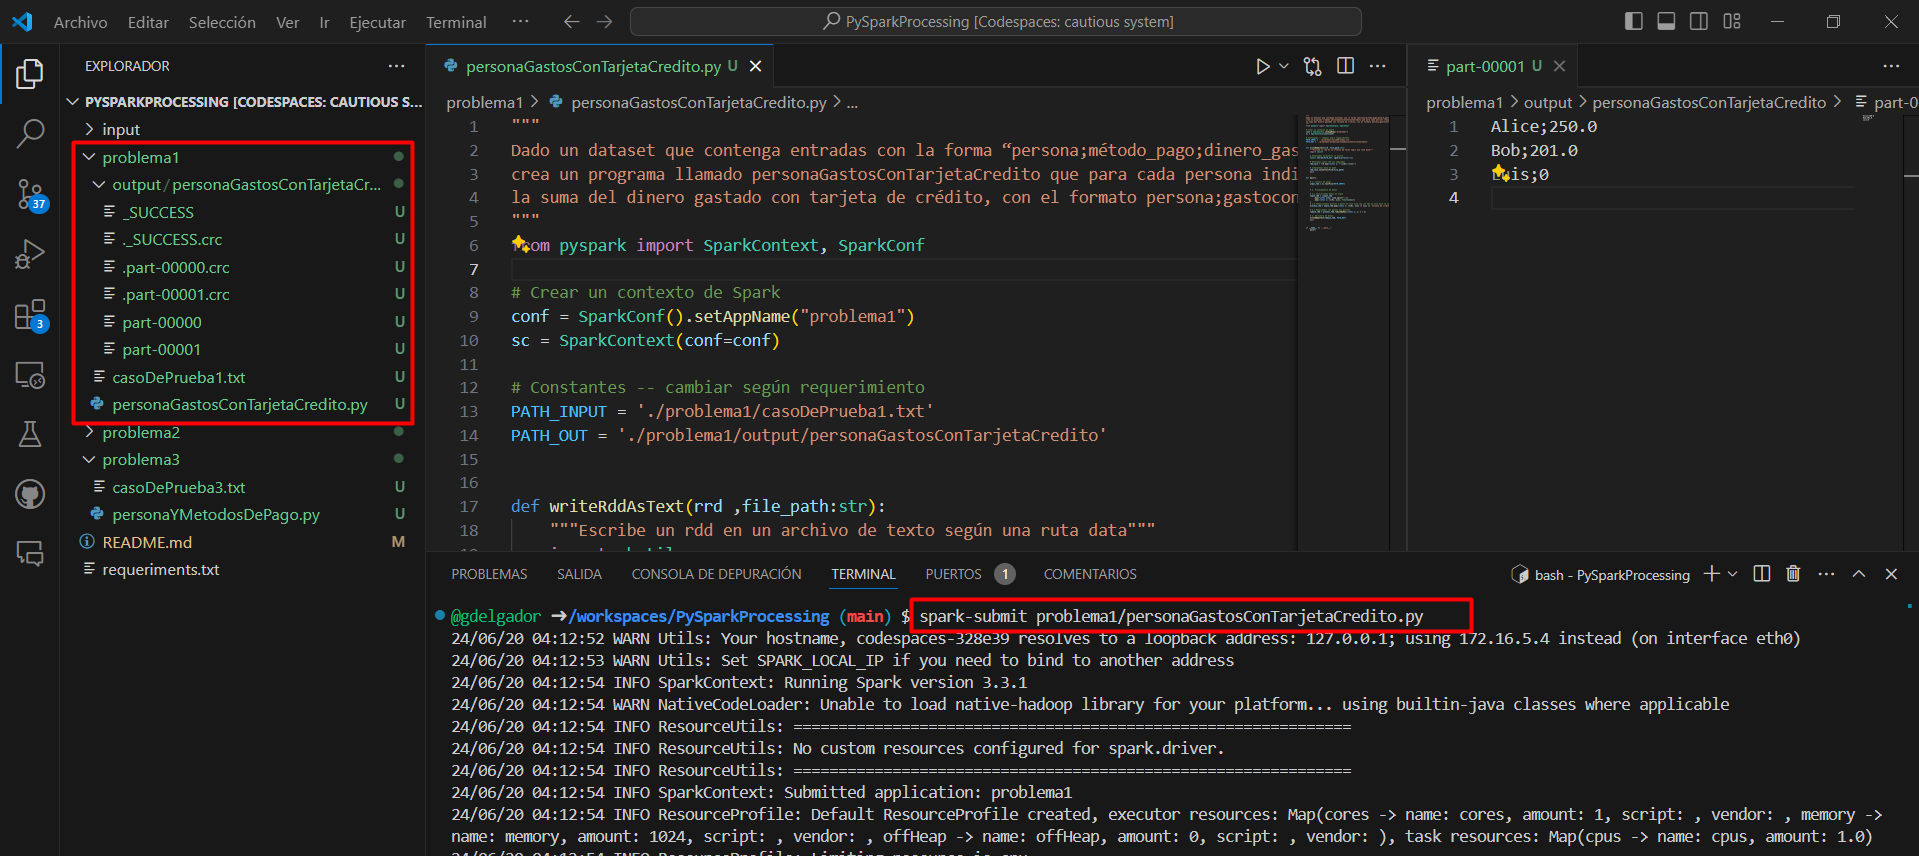 Archivo Editar Selección Ver Ir Ejecutar Terminal ··· PySparkProcessing [Codespaces: cautious system]
EXPLORADOR ···
PYSPARKPROCESSING [CODESPACES: CAUTIOUS S...
input
problema1
output/personaGastosConTarjetaCr...
_SUCCESS U
._SUCCESS.crc U
.part-00000.crc U
.part-00001.crc U
part-00000 U
part-00001 U
casoDePrueba1.txt U
personaGastosConTarjetaCredito.py U
problema2
problema3
casoDePrueba3.txt U
personaYMetodosDePago.py U
README.md M
requeriments.txt
37
3
personaGastosConTarjetaCredito.py U
problema1 > personaGastosConTarjetaCredito.py > ...
1 """
2 Dado un dataset que contenga entradas con la forma “persona;método_pago;dinero_gas
3 crea un programa llamado personaGastosConTarjetaCredito que para cada persona indi
4 la suma del dinero gastado con tarjeta de crédito, con el formato persona;gastocon
5 """
6 from pyspark import SparkContext, SparkConf
7
8 # Crear un contexto de Spark
9 conf = SparkConf().setAppName("problema1")
10 sc = SparkContext(conf=conf)
11
12 # Constantes -- cambiar según requerimiento
13 PATH_INPUT = './problema1/casoDePrueba1.txt'
14 PATH_OUT = './problema1/output/personaGastosConTarjetaCredito'
15
16
17 def writeRddAsText(rrd ,file_path:str):
18 """Escribe un rdd en un archivo de texto según una ruta data"""
part-00001 U
problema1 > output > personaGastosConTarjetaCredito > part-0
1 Alice;250.0
2 Bob;201.0
3 Luis;0
4
PROBLEMAS SALIDA CONSOLA DE DEPURACIÓN TERMINAL PUERTOS 1 COMENTARIOS bash - PySparkProcessing
@gdelgador ➜/workspaces/PySparkProcessing (main) $ spark-submit problema1/personaGastosConTarjetaCredito.py
24/06/20 04:12:52 WARN Utils: Your hostname, codespaces-328e39 resolves to a loopback address: 127.0.0.1; using 172.16.5.4 instead (on interface eth0)
24/06/20 04:12:53 WARN Utils: Set SPARK_LOCAL_IP if you need to bind to another address
24/06/20 04:12:54 INFO SparkContext: Running Spark version 3.3.1
24/06/20 04:12:54 WARN NativeCodeLoader: Unable to load native-hadoop library for your platform... using builtin-java classes where applicable
24/06/20 04:12:54 INFO ResourceUtils: ==============================================================
24/06/20 04:12:54 INFO ResourceUtils: No custom resources configured for spark.driver.
24/06/20 04:12:54 INFO ResourceUtils: ==============================================================
24/06/20 04:12:54 INFO SparkContext: Submitted application: problema1
24/06/20 04:12:54 INFO ResourceProfile: Default ResourceProfile created, executor resources: Map(cores -> name: cores, amount: 1, script: , vendor: , memory ->
name: memory, amount: 1024, script: , vendor: , offHeap -> name: offHeap, amount: 0, script: , vendor: ), task resources: Map(cpus -> name: cpus, amount: 1.0)